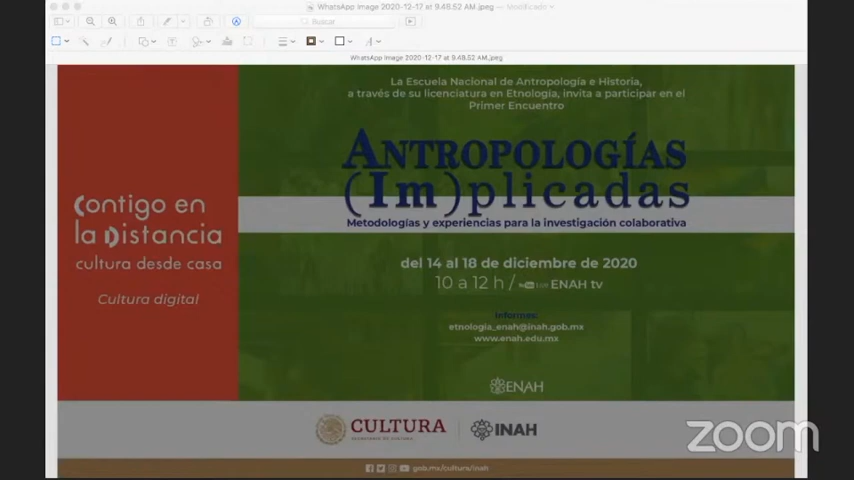 WhatsApp Image 2020-12-17 at 9.48.52 AM.jpeg — Modificado
Buscar
WhatsApp Image 2020-12-17 at 9.48.52 AM.jpeg
La Escuela Nacional de Antropología e Historia,
a través de su licenciatura en Etnología, invita a participar en el
Primer Encuentro
ANTROPOLOGÍAS
(Im)plicadas
Metodologías y experiencias para la investigación colaborativa
Contigo en
la Distancia
cultura desde casa
Cultura digital
del 14 al 18 de diciembre de 2020
10 a 12 h / ENAH tv
Informes:
etnologia_enah@inah.gob.mx
www.enah.edu.mx
ENAH
CULTURA
INAH
gob.mx/cultura/inah
zoom